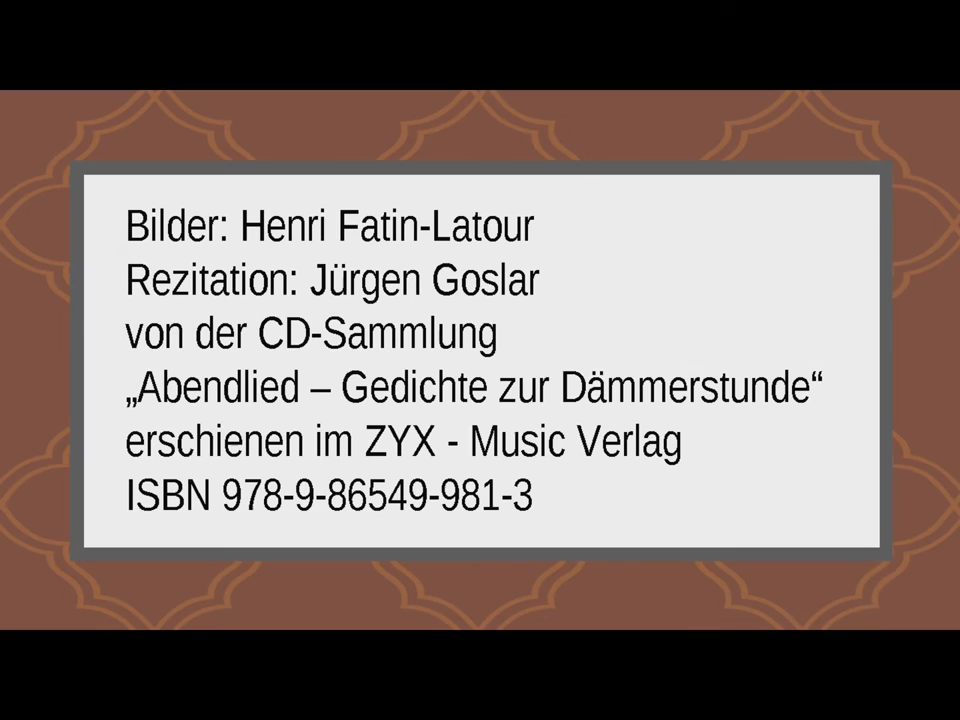 Bilder: Henri Fatin-Latour
Rezitation: Jürgen Goslar
von der CD-Sammlung
„Abendlied – Gedichte zur Dämmerstunde“
erschienen im ZYX - Music Verlag
ISBN 978-9-86549-981-3